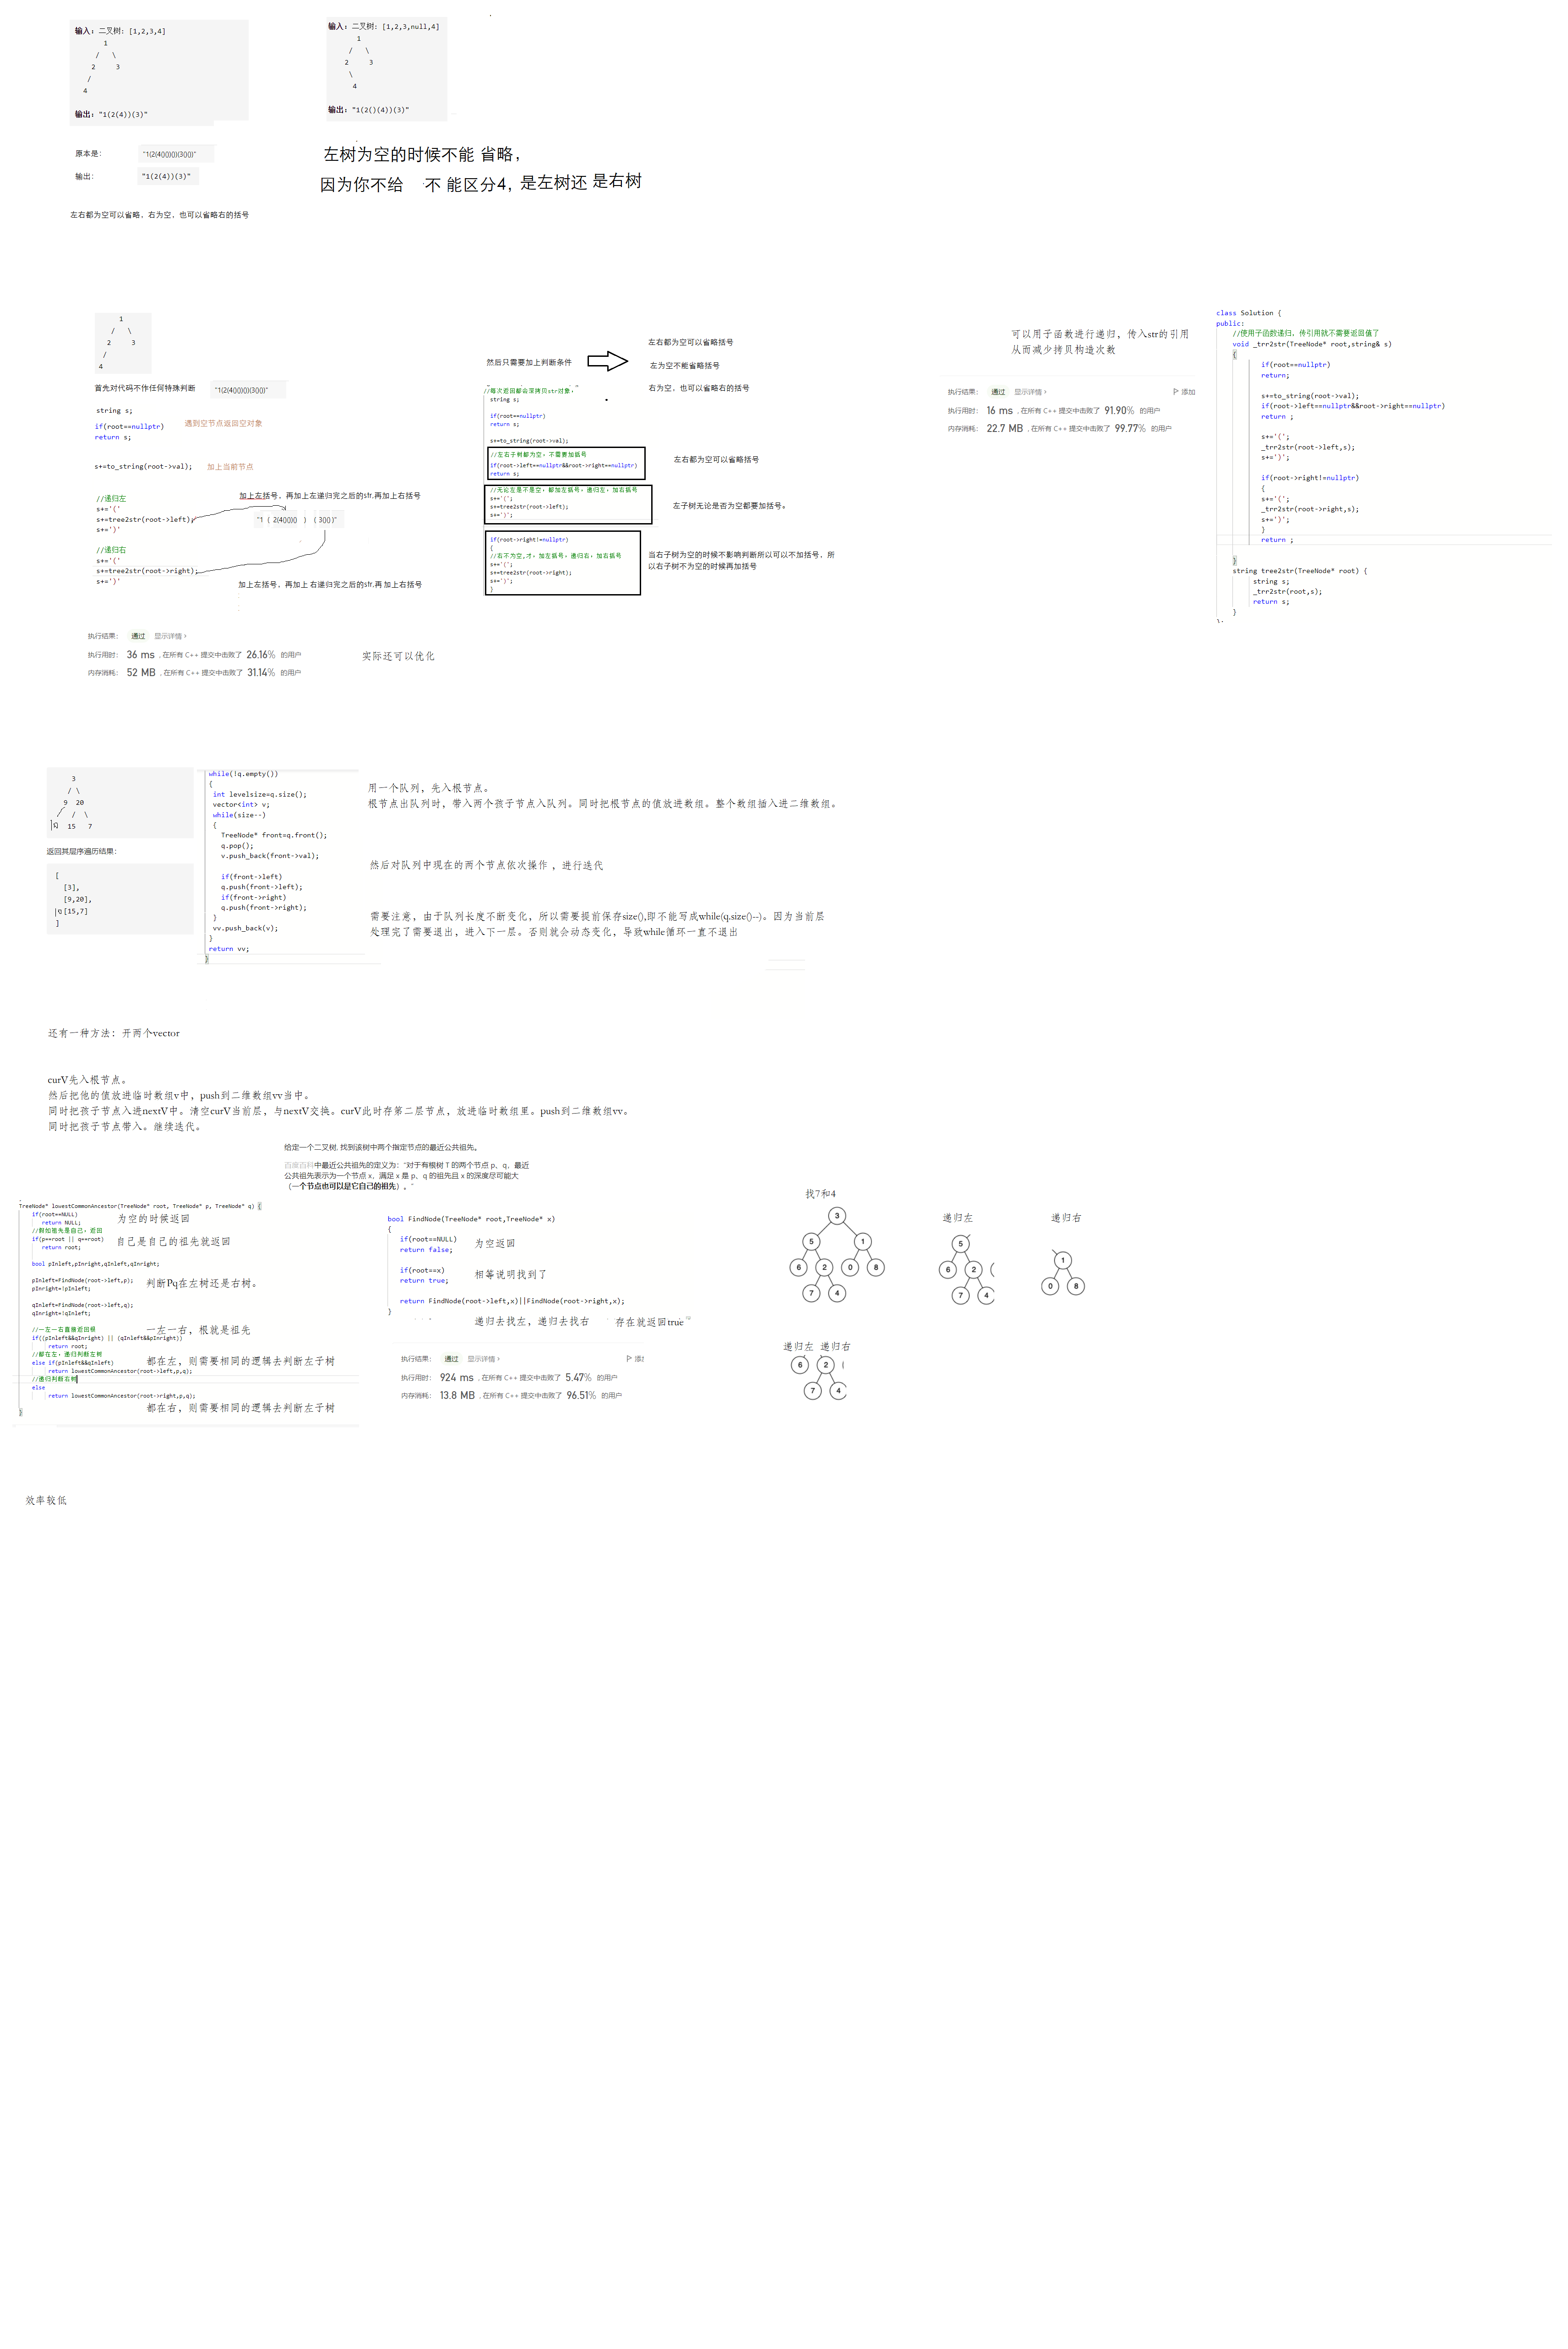 输入：二叉树：[1,2,3,4]
1
/ \
2 3
/
4
输出："1(2(4))(3)"
原本是： "1(2(4()())())(3()())"
输出： "1(2(4))(3)"
左右都为空可以省略，右为空，也可以省略右的括号
输入：二叉树：[1,2,3,null,4]
1
/ \
2 3
\
4
输出："1(2()(4))(3)"
左树为空的时候不能 省略，
因为你不给 不 能区分4，是左树还 是右树
1
/ \
2 3
/
4
首先对代码不作任何特殊判断 "1(2(4()())())(3()())"
string s;
if(root==nullptr) 遇到空节点返回空对象
return s;
s+=to_string(root->val); 加上当前节点
//递归左
加上左括号，再加上左递归完之后的str,再加上右括号
s+='('
s+=tree2str(root->left);
s+=')'
"1 ( 2(4()())() ) ( 3()() )"
//递归右
s+='('
s+=tree2str(root->right);
s+=')'
加上左括号，再加上 右递归完之后的str,再 加上右括号
执行结果： 通过 显示详情 ›
执行用时： 36 ms , 在所有 C++ 提交中击败了 26.16% 的用户
内存消耗： 52 MB , 在所有 C++ 提交中击败了 31.14% 的用户
实际还可以优化
然后只需要加上判断条件
左右都为空可以省略括号
左为空不能省略括号
右为空，也可以省略右的括号
//每次返回都会深拷贝str对象，
string s;
if(root==nullptr)
return s;
s+=to_string(root->val);
//左右子树都为空，不需要加括号
if(root->left==nullptr&&root->right==nullptr)
return s;
左右都为空可以省略括号
//无论左是不是空，都加左括号，递归左，加右括号
s+='(';
s+=tree2str(root->left);
s+=')';
左子树无论是否为空都要加括号。
if(root->right!=nullptr)
{
//右不为空,才，加左括号，递归右，加右括号
s+='(';
s+=tree2str(root->right);
s+=')';
}
当右子树为空的时候不影响判断所以可以不加括号，所
以右子树不为空的时候再加括号
可以用子函数进行递归，传入str的引用
从而减少拷贝构造次数
执行结果： 通过 显示详情 › 添加
执行用时： 16 ms , 在所有 C++ 提交中击败了 91.90% 的用户
内存消耗： 22.7 MB , 在所有 C++ 提交中击败了 99.77% 的用户
class Solution {
public:
//使用子函数递归，传引用就不需要返回值了
void _trr2str(TreeNode* root,string& s)
{
if(root==nullptr)
return;
s+=to_string(root->val);
if(root->left==nullptr&&root->right==nullptr)
return ;
s+='(';
_trr2str(root->left,s);
s+=')';
if(root->right!=nullptr)
{
s+='(';
_trr2str(root->right,s);
s+=')';
}
return ;
}
string tree2str(TreeNode* root) {
string s;
_trr2str(root,s);
return s;
}
};
3
/ \
9 20
/ \
15 7
返回其层序遍历结果：
[
[3],
[9,20],
[15,7]
]
while(!q.empty())
{
int levelsize=q.size();
vector<int> v;
while(size--)
{
TreeNode* front=q.front();
q.pop();
v.push_back(front->val);
if(front->left)
q.push(front->left);
if(front->right)
q.push(front->right);
}
vv.push_back(v);
}
return vv;
}
用一个队列，先入根节点。
根节点出队列时，带入两个孩子节点入队列。同时把根节点的值放进数组。整个数组插入进二维数组。
然后对队列中现在的两个节点依次操作 ，进行迭代
需要注意，由于队列长度不断变化，所以需要提前保存size(),即不能写成while(q.size()--)。因为当前层
处理完了需要退出，进入下一层。否则就会动态变化，导致while循环一直不退出
还有一种方法：开两个vector
curV先入根节点。
然后把他的值放进临时数组v中，push到二维数组vv当中。
同时把孩子节点入进nextV中。清空curV当前层，与nextV交换。curV此时存第二层节点，放进临时数组里。push到二维数组vv。
同时把孩子节点带入。继续迭代。
给定一个二叉树, 找到该树中两个指定节点的最近公共祖先。
百度百科中最近公共祖先的定义为：“对于有根树 T 的两个节点 p、q，最近
公共祖先表示为一个节点 x，满足 x 是 p、q 的祖先且 x 的深度尽可能大
（一个节点也可以是它自己的祖先）。”
TreeNode* lowestCommonAncestor(TreeNode* root, TreeNode* p, TreeNode* q) {
if(root==NULL)
return NULL;
为空的时候返回
//假如祖先是自己，返回
if(p==root || q==root)
return root;
自己是自己的祖先就返回
bool pInleft,pInright,qInleft,qInright;
pInleft=FindNode(root->left,p);
pInright=!pInleft;
判断Pq在左树还是右树。
qInleft=FindNode(root->left,q);
qInright=!qInleft;
//一左一右直接返回根
一左一右，根就是祖先
if((pInleft&&qInright) || (qInleft&&pInright))
return root;
//都在左，递归判断左树
else if(pInleft&&qInleft)
都在左，则需要相同的逻辑去判断左子树
return lowestCommonAncestor(root->left,p,q);
//递归判断右树
else
return lowestCommonAncestor(root->right,p,q);
都在右，则需要相同的逻辑去判断左子树
}
bool FindNode(TreeNode* root,TreeNode* x)
{
if(root==NULL)
return false;
为空返回
if(root==x)
return true;
相等说明找到了
return FindNode(root->left,x)||FindNode(root->right,x);
}
递归去找左，递归去找右 存在就返回true
执行结果： 通过 显示详情 ›
执行用时： 924 ms , 在所有 C++ 提交中击败了 5.47% 的用户
内存消耗： 13.8 MB , 在所有 C++ 提交中击败了 96.51% 的用户
找7和4
3
5 1
6 2 0 8
7 4
递归左
5
6 2
7 4
递归右
1
0 8
递归左 递归右
6 2
7 4
效率较低